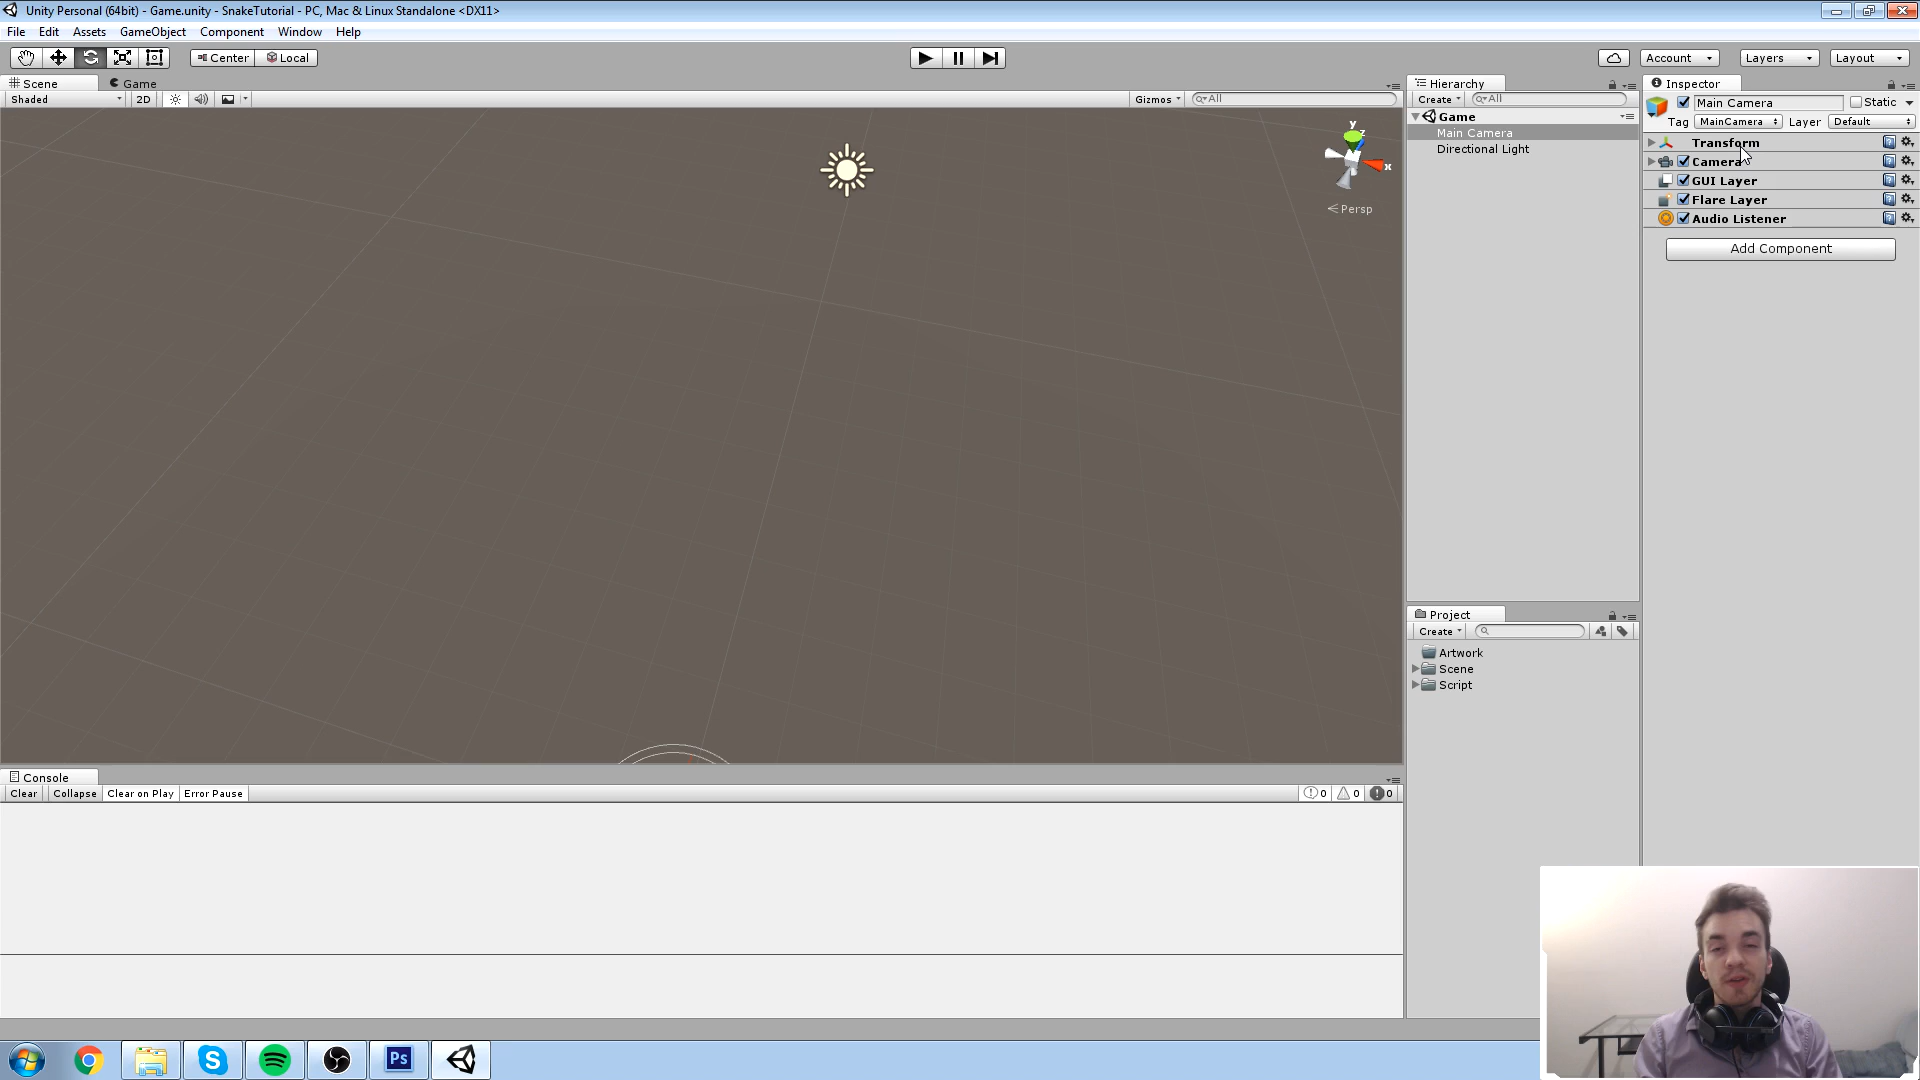 Unity Personal (64bit) - Game.unity - SnakeTutorial - PC, Mac & Linux Standalone <DX11>
File Edit Assets GameObject Component Window Help
Center Local Account Layers Layout
Scene Game
Shaded 2D Gizmos All
y z x
Persp
Hierarchy
Create All
Game
Main Camera
Directional Light
Inspector
Main Camera Static
Tag MainCamera Layer Default
Transform
Camera
GUI Layer
Flare Layer
Audio Listener
Add Component
Project
Create
Artwork
Scene
Script
Console
Clear Collapse Clear on Play Error Pause 0 0 0
Ps